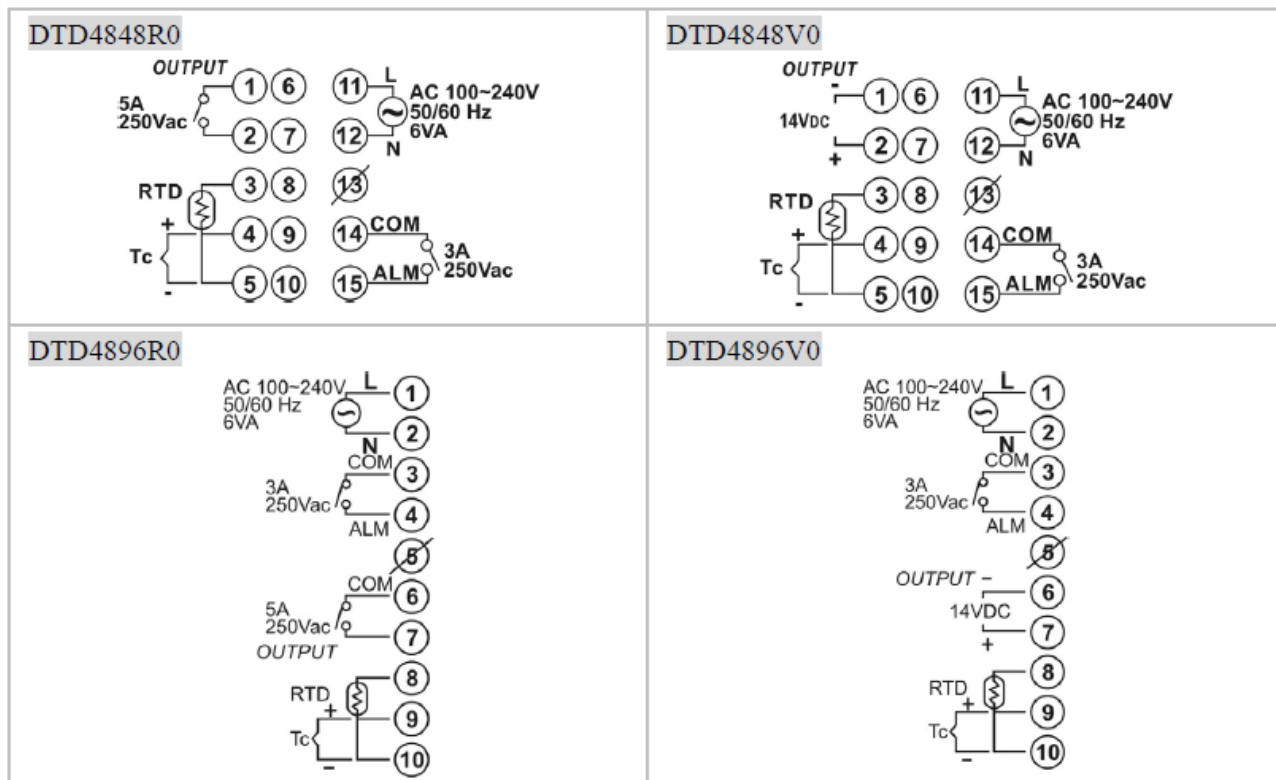 DTD4848R0
OUTPUT
5A
250Vac
1 6
2 7
3 8
4 9
5 10
RTD
+
Tc
-
11
12
13
14
15
L
AC 100~240V
50/60 Hz
6VA
N
COM
3A
250Vac
ALM
DTD4848V0
OUTPUT
-
14VDC
+
1 6
2 7
3 8
4 9
5 10
RTD
+
Tc
-
11
12
13
14
15
L
AC 100~240V
50/60 Hz
6VA
N
COM
3A
250Vac
ALM
DTD4896R0
AC 100~240V
50/60 Hz
6VA
L
N
1
2
COM
3A
250Vac
ALM
3
4
5
COM
5A
250Vac
OUTPUT
6
7
RTD
+
Tc
-
8
9
10
DTD4896V0
AC 100~240V
50/60 Hz
6VA
L
N
1
2
COM
3A
250Vac
ALM
3
4
5
OUTPUT -
14VDC
+
6
7
RTD
+
Tc
-
8
9
10